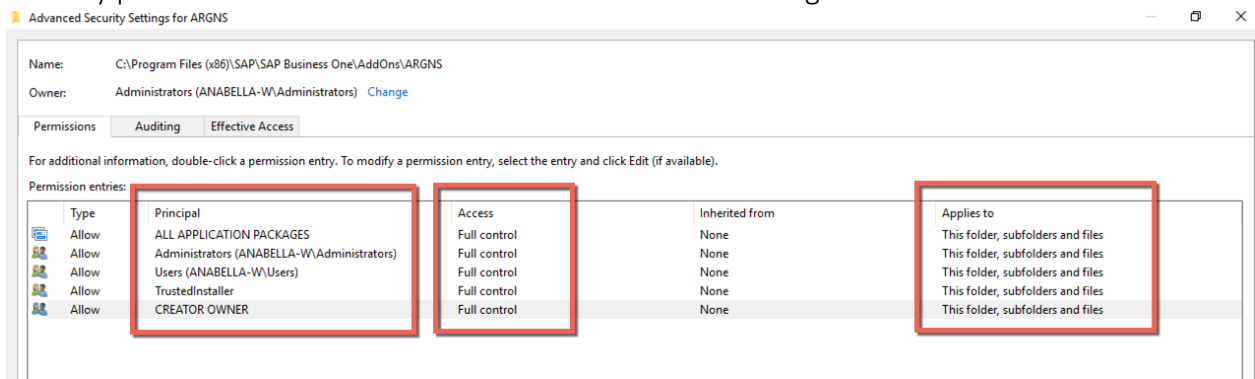 Advanced Security Settings for ARGNS
Name: C:\Program Files (x86)\SAP\SAP Business One\AddOns\ARGNS
Owner: Administrators (ANABELLA-W\Administrators) Change
Permissions Auditing Effective Access
For additional information, double-click a permission entry. To modify a permission entry, select the entry and click Edit (if available).
Permission entries:
Type Principal Access Inherited from Applies to
Allow ALL APPLICATION PACKAGES Full control None This folder, subfolders and files
Allow Administrators (ANABELLA-W\Administrators) Full control None This folder, subfolders and files
Allow Users (ANABELLA-W\Users) Full control None This folder, subfolders and files
Allow TrustedInstaller Full control None This folder, subfolders and files
Allow CREATOR OWNER Full control None This folder, subfolders and files